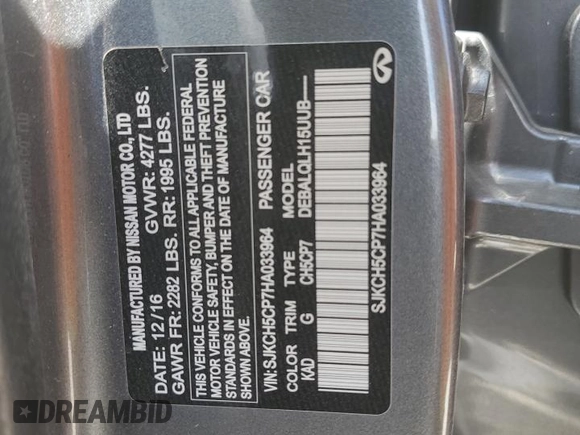 MANUFACTURED BY NISSAN MOTOR CO., LTD
DATE: 12/16 GVWR: 4277 LBS.
GAWR FR: 2282 LBS. RR: 1995 LBS.
THIS VEHICLE CONFORMS TO ALL APPLICABLE FEDERAL
MOTOR VEHICLE SAFETY, BUMPER AND THEFT PREVENTION
STANDARDS IN EFFECT ON THE DATE OF MANUFACTURE
SHOWN ABOVE.
VIN:SJKCH5CP7HA033964 PASSENGER CAR
COLOR TRIM TYPE MODEL
KAD G CH5CP7 DEBALQLH15UUB——
SJKCH5CP7HA033964
DREAMBID